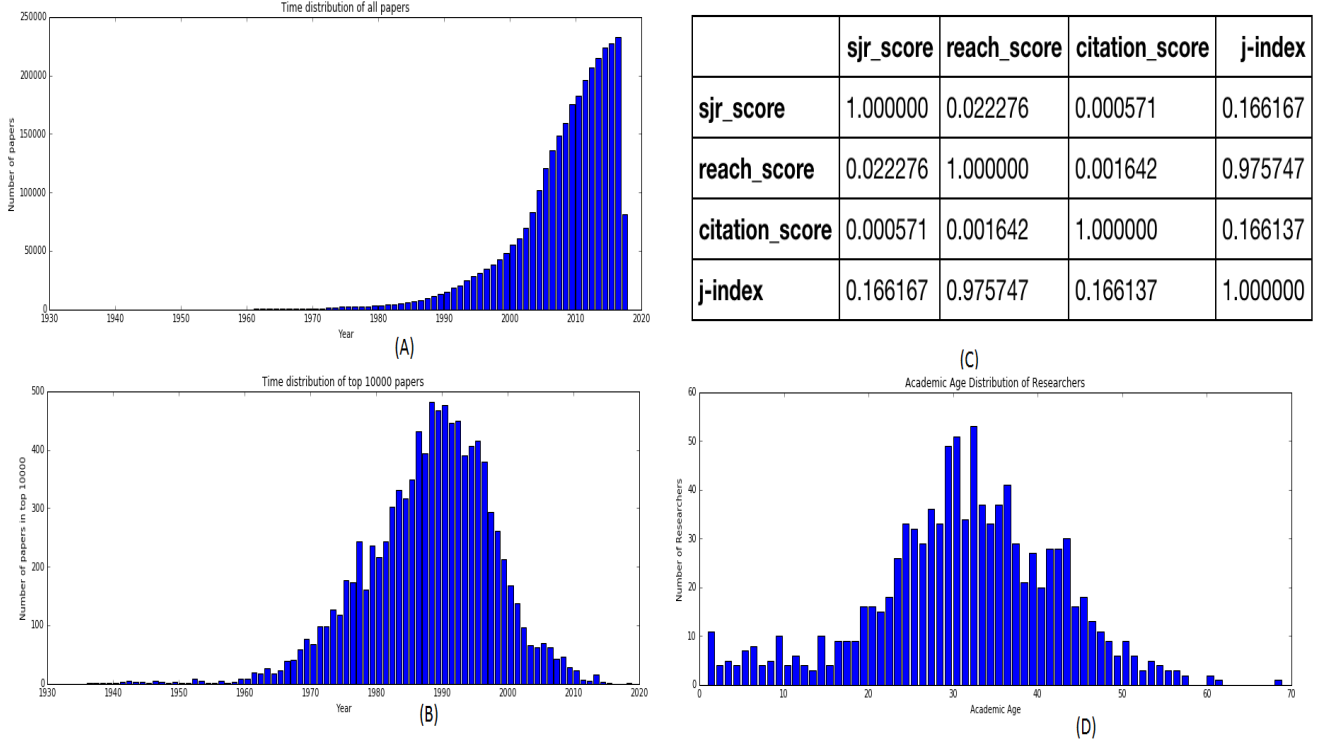 Time distribution of all papers
250000
200000
150000
100000
50000
0
Number of papers
1930 1940 1950 1960 1970 1980 1990 2000 2010 2020
Year
(A)
sjr_score reach_score citation_score j-index
sjr_score 1.000000 0.022276 0.000571 0.166167
reach_score 0.022276 1.000000 0.001642 0.975747
citation_score 0.000571 0.001642 1.000000 0.166137
j-index 0.166167 0.975747 0.166137 1.000000
(C)
Time distribution of top 10000 papers
500
400
300
200
100
0
Number of papers in top 10000
1930 1940 1950 1960 1970 1980 1990 2000 2010 2020
Year
(B)
Academic Age Distribution of Researchers
60
50
40
30
20
10
0
Number of Researchers
0 10 20 30 40 50 60 70
Academic Age
(D)